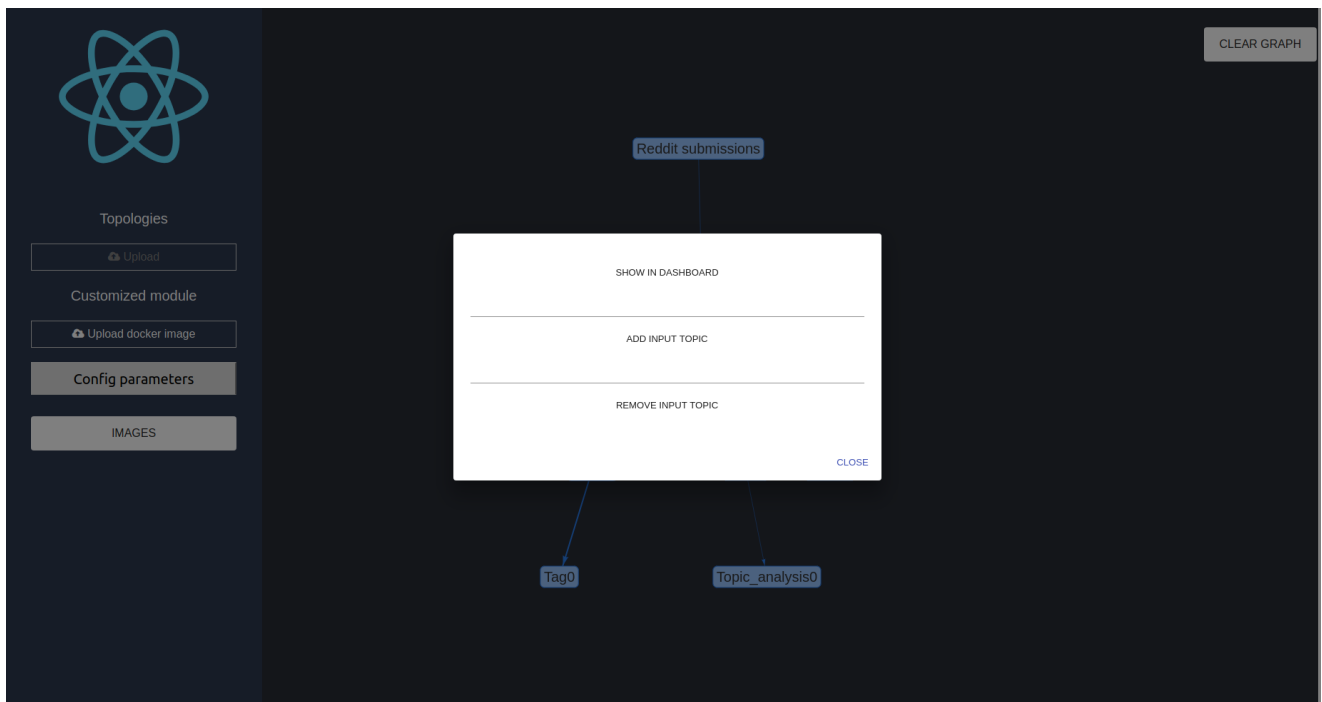 CLEAR GRAPH
Reddit submissions
Topologies
Upload
Customized module
Upload docker image
Config parameters
IMAGES
SHOW IN DASHBOARD
ADD INPUT TOPIC
REMOVE INPUT TOPIC
CLOSE
Tag0
Topic_analysis0